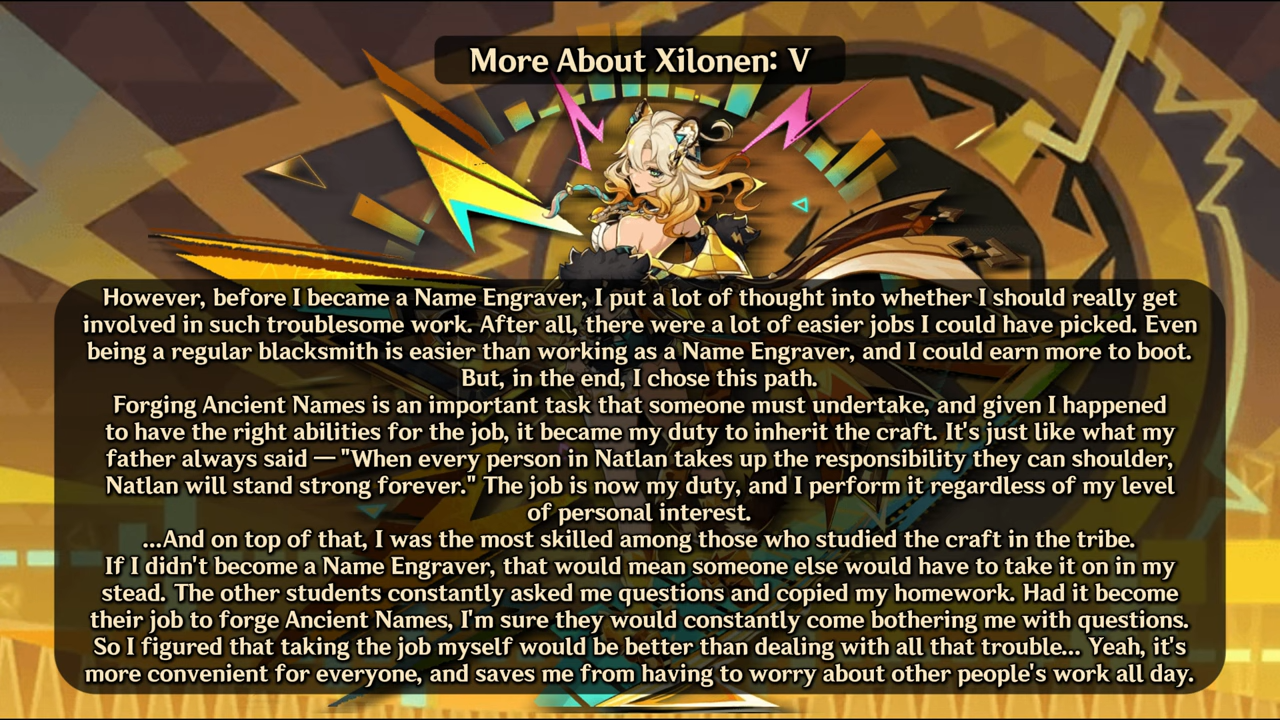 More About Xilonen: V
However, before I became a Name Engraver, I put a lot of thought into whether I should really get
involved in such troublesome work. After all, there were a lot of easier jobs I could have picked. Even
being a regular blacksmith is easier than working as a Name Engraver, and I could earn more to boot.
But, in the end, I chose this path.
Forging Ancient Names is an important task that someone must undertake, and given I happened
to have the right abilities for the job, it became my duty to inherit the craft. It's just like what my
father always said — "When every person in Natlan takes up the responsibility they can shoulder,
Natlan will stand strong forever." The job is now my duty, and I perform it regardless of my level
of personal interest.
...And on top of that, I was the most skilled among those who studied the craft in the tribe.
If I didn't become a Name Engraver, that would mean someone else would have to take it on in my
stead. The other students constantly asked me questions and copied my homework. Had it become
their job to forge Ancient Names, I'm sure they would constantly come bothering me with questions.
So I figured that taking the job myself would be better than dealing with all that trouble... Yeah, it's
more convenient for everyone, and saves me from having to worry about other people's work all day.